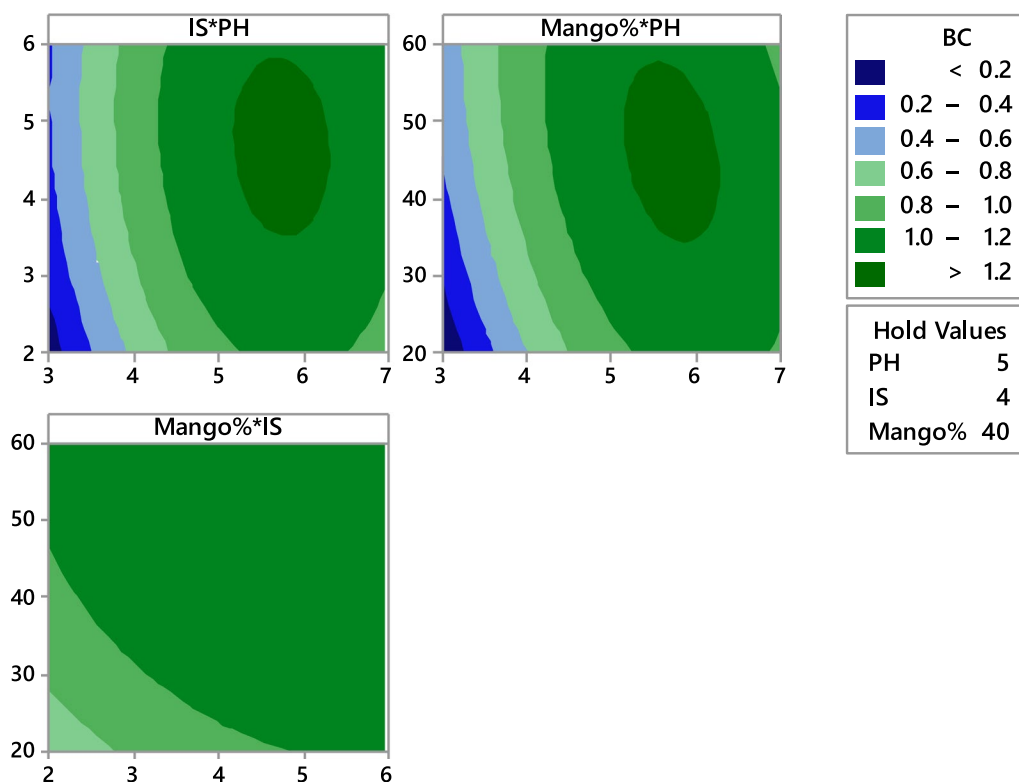 IS*PH
6
5
4
3
2
3 4 5 6 7
Mango%*PH
60
50
40
30
20
3 4 5 6 7
BC
< 0.2
0.2 – 0.4
0.4 – 0.6
0.6 – 0.8
0.8 – 1.0
1.0 – 1.2
> 1.2
Hold Values
PH 5
IS 4
Mango% 40
Mango%*IS
60
50
40
30
20
2 3 4 5 6